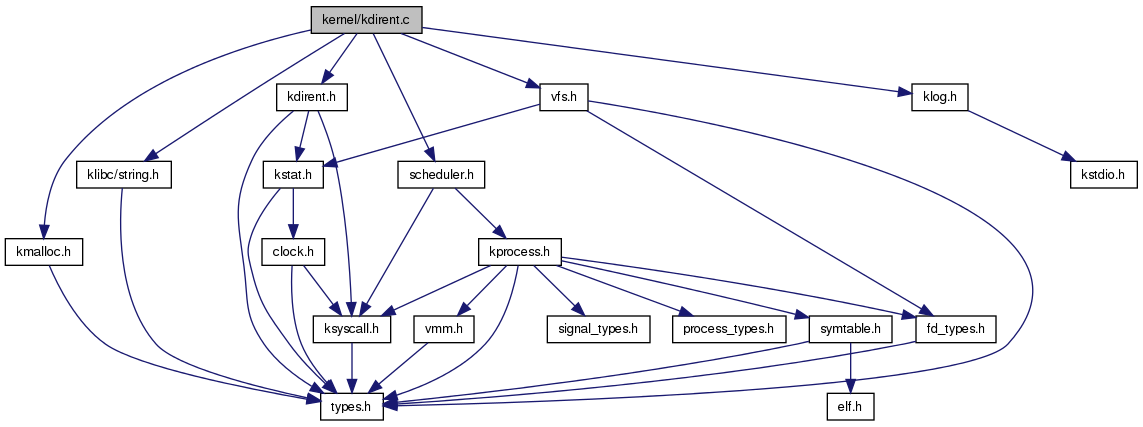 kernel/kdirent.c
kdirent.h
vfs.h
klog.h
klibc/string.h
kstat.h
scheduler.h
kstdio.h
kmalloc.h
clock.h
kprocess.h
ksyscall.h
vmm.h
signal_types.h
process_types.h
symtable.h
fd_types.h
types.h
elf.h